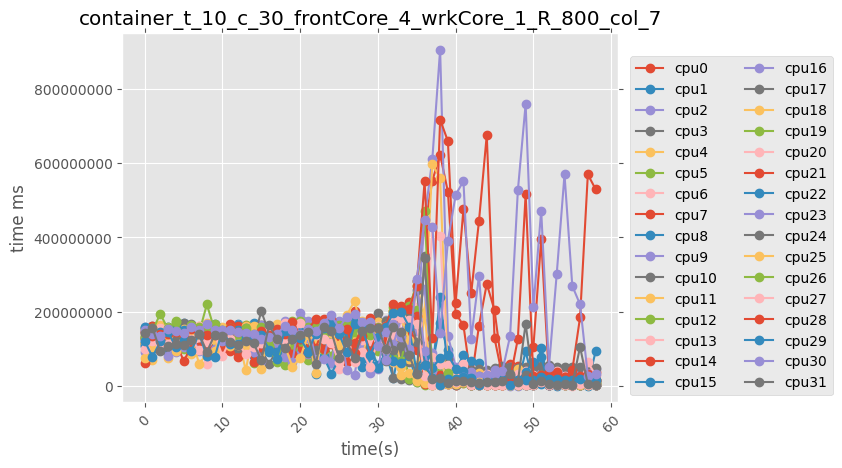 container_t_10_c_30_frontCore_4_wrkCore_1_R_800_col_7
time ms
800000000
600000000
400000000
200000000
0
0
10
20
30
40
50
60
time(s)
cpu0
cpu1
cpu2
cpu3
cpu4
cpu5
cpu6
cpu7
cpu8
cpu9
cpu10
cpu11
cpu12
cpu13
cpu14
cpu15
cpu16
cpu17
cpu18
cpu19
cpu20
cpu21
cpu22
cpu23
cpu24
cpu25
cpu26
cpu27
cpu28
cpu29
cpu30
cpu31